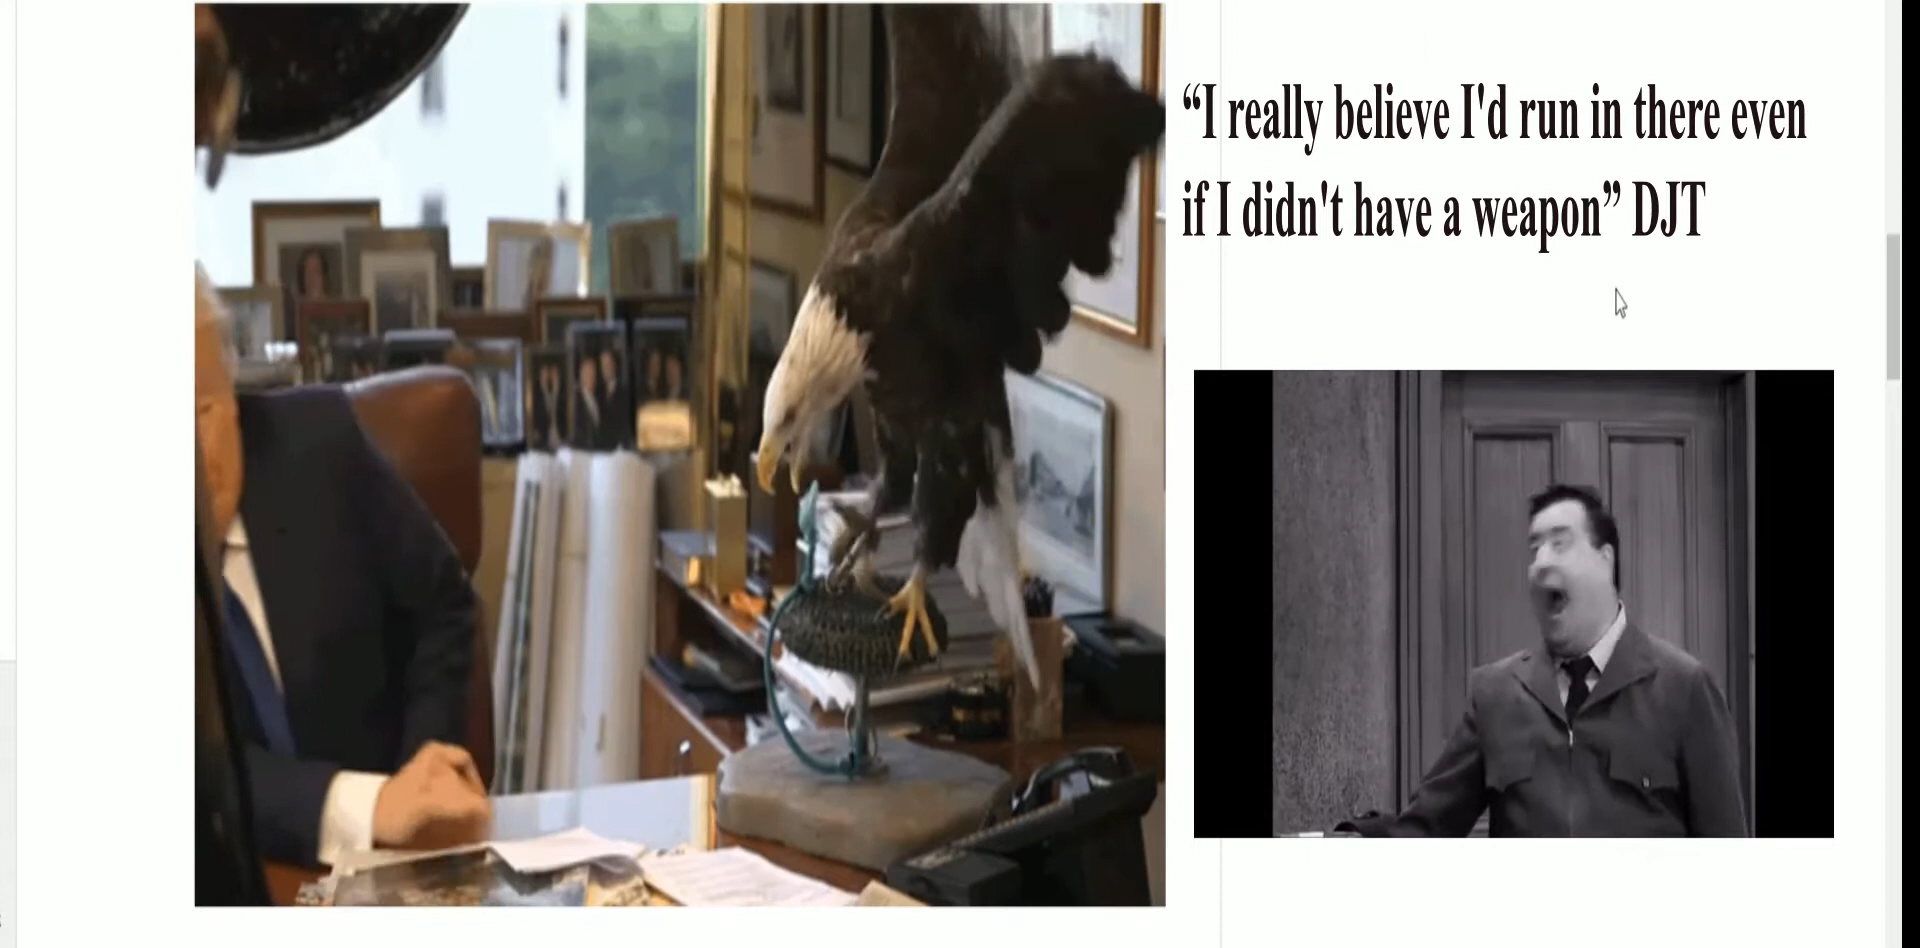 “I really believe I'd run in there even
if I didn't have a weapon” DJT